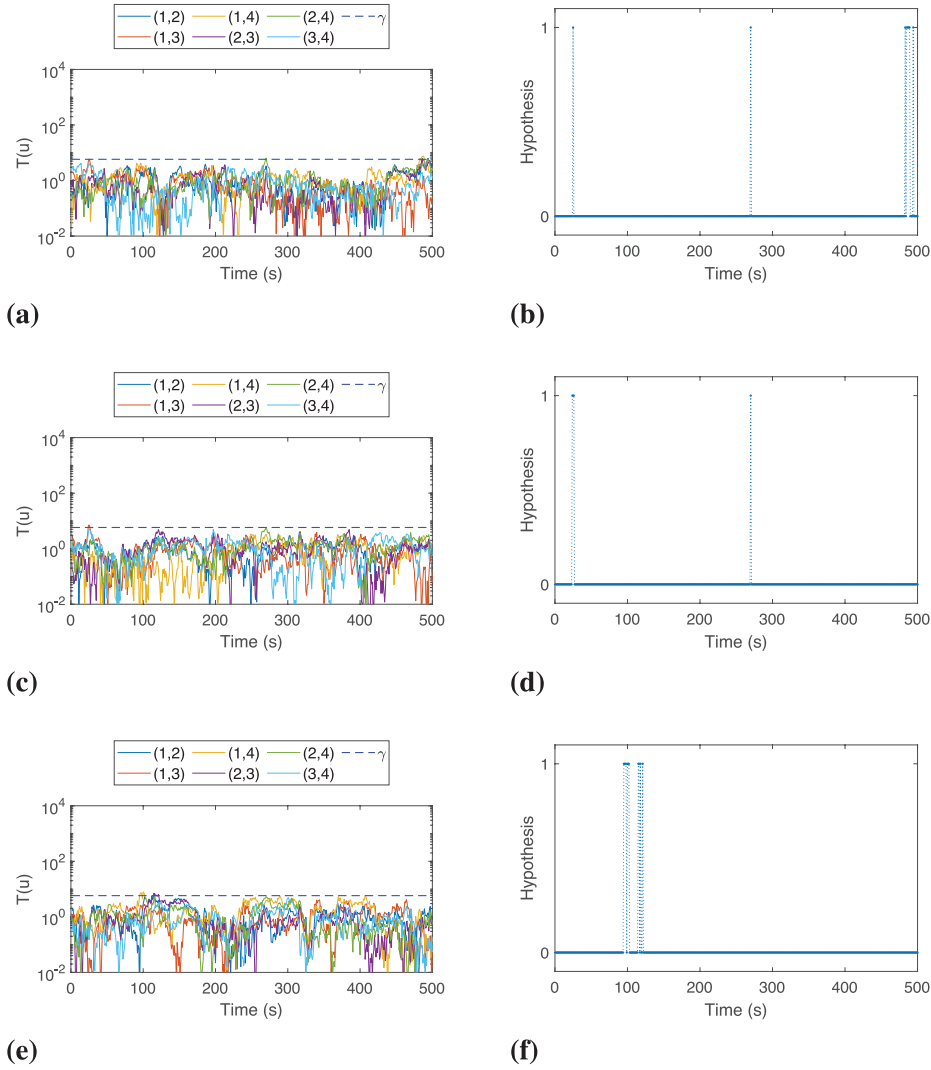 (1,2) (1,4) (2,4) γ
(1,3) (2,3) (3,4)
10^4
10^2
10^0
10^-2
T(u)
0 100 200 300 400 500
Time (s)
(a)
1
0
Hypothesis
0 100 200 300 400 500
Time (s)
(b)
(1,2) (1,4) (2,4) γ
(1,3) (2,3) (3,4)
10^4
10^2
10^0
10^-2
T(u)
0 100 200 300 400 500
Time (s)
(c)
1
0
Hypothesis
0 100 200 300 400 500
Time (s)
(d)
(1,2) (1,4) (2,4) γ
(1,3) (2,3) (3,4)
10^4
10^2
10^0
10^-2
T(u)
0 100 200 300 400 500
Time (s)
(e)
1
0
Hypothesis
0 100 200 300 400 500
Time (s)
(f)